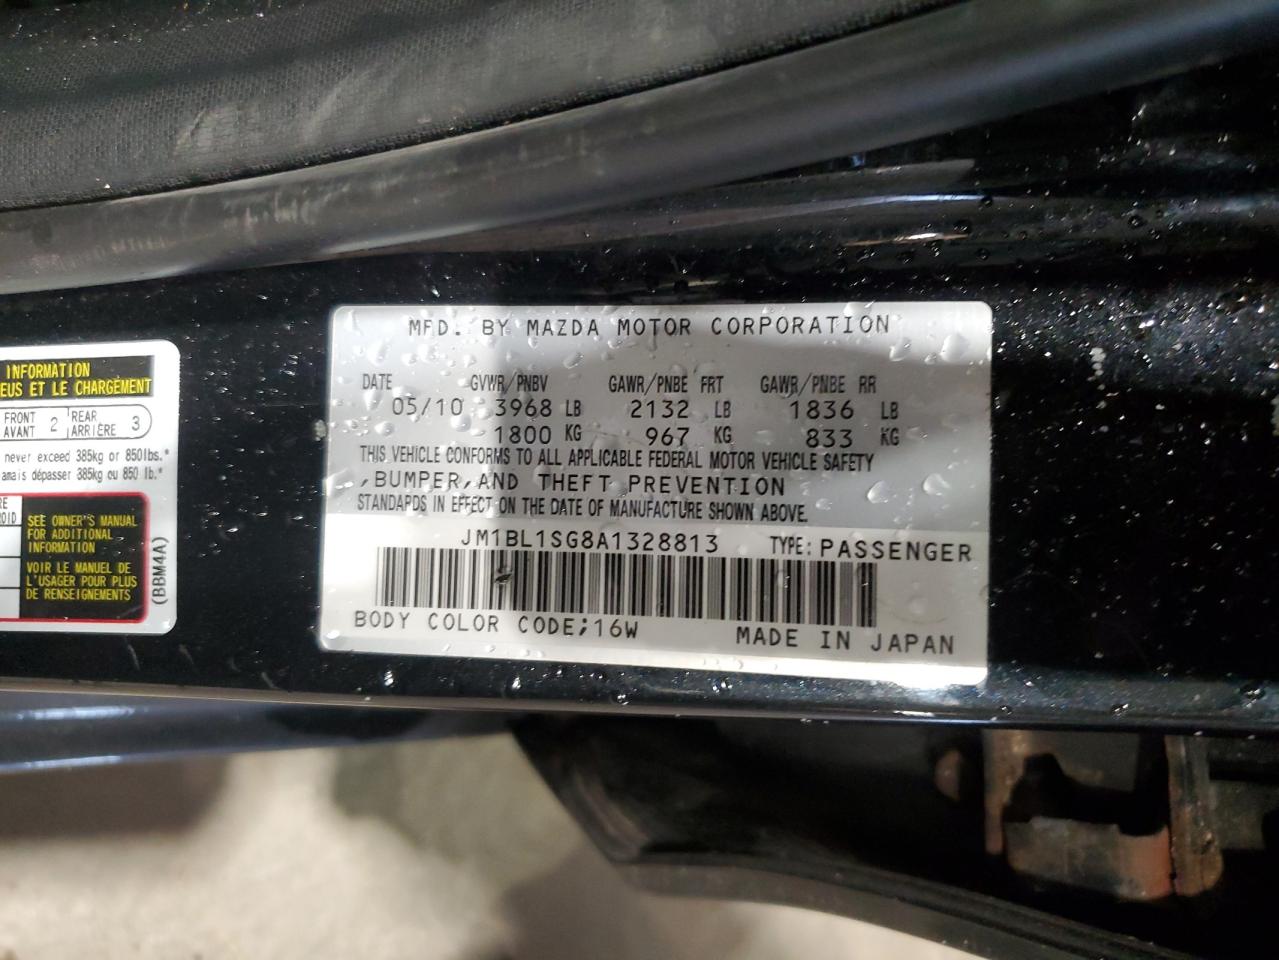 INFORMATION
EUS ET LE CHARGEMENT
FRONT
AVANT 2 REAR
ARRIÈRE 3
never exceed 385kg or 850lbs.*
amais dépasser 385kg ou 850 lb.*
SEE OWNER'S MANUAL
FOR ADDITIONAL
INFORMATION
VOIR LE MANUEL DE
L'USAGER POUR PLUS
DE RENSEIGNEMENTS
(BBM4A)
MFD. BY MAZDA MOTOR CORPORATION
DATE GVWR/PNBV GAWR/PNBE FRT GAWR/PNBE RR
05/10 3968 LB 2132 LB 1836 LB
1800 KG 967 KG 833 KG
THIS VEHICLE CONFORMS TO ALL APPLICABLE FEDERAL MOTOR VEHICLE SAFETY
,BUMPER,AND THEFT PREVENTION
STANDARDS IN EFFECT ON THE DATE OF MANUFACTURE SHOWN ABOVE.
JM1BL1SG8A1328813 TYPE: PASSENGER
BODY COLOR CODE;16W MADE IN JAPAN